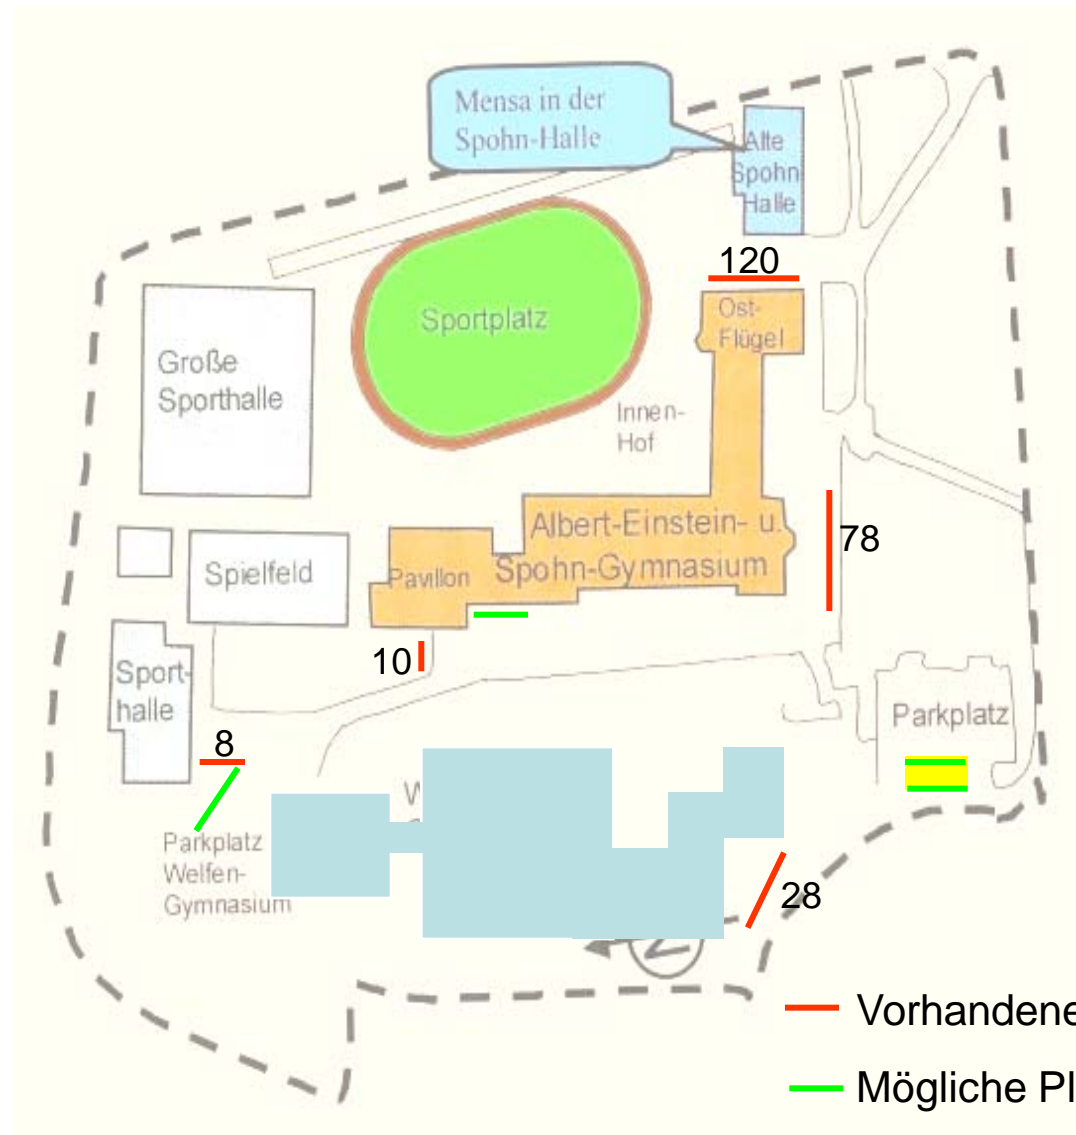 Mensa in der
Spohn-Halle
Alte
Spohn
Halle
120
Ost-
Flügel
Sportplatz
Große
Sporthalle
Innen-
Hof
Albert-Einstein- u.
Spohn-Gymnasium
78
Spielfeld
Pavillon
10
Sport-
halle
Parkplatz
8
Parkplatz
Welfen-
Gymnasium
28
Vorhandene
Mögliche Pl